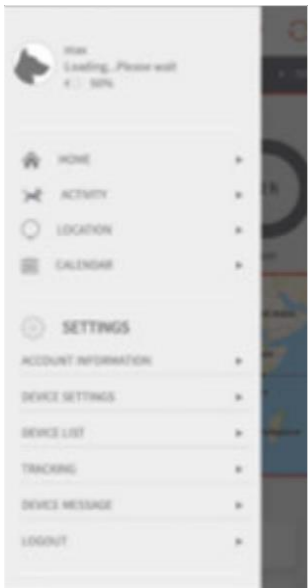 max
Loading...Please wait
50%
HOME
ACTIVITY
LOCATION
CALENDAR
SETTINGS
ACCOUNT INFORMATION
DEVICE SETTINGS
DEVICE LIST
TRACKING
DEVICE MESSAGE
LOGOUT